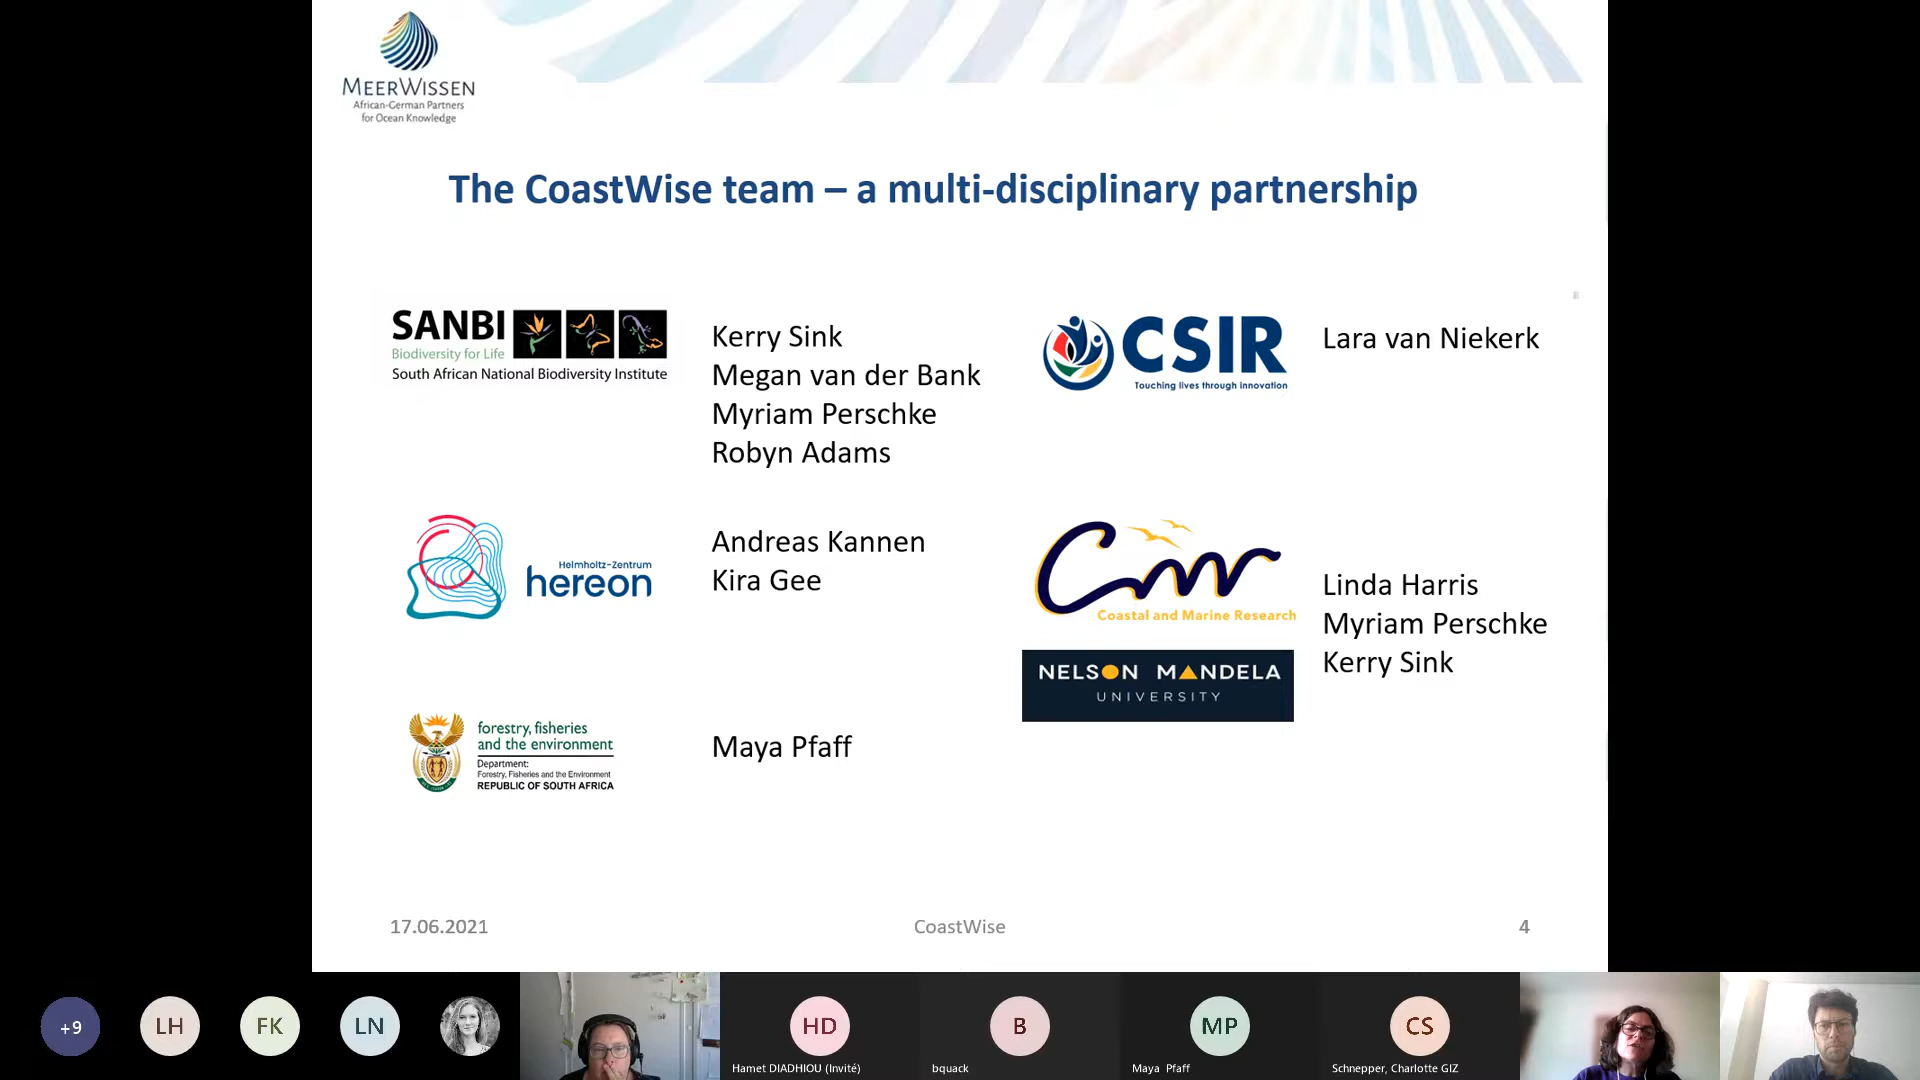 MEERWISSEN
African-German Partners
for Ocean Knowledge
The CoastWise team – a multi-disciplinary partnership
SANBI
Biodiversity for Life
South African National Biodiversity Institute
Kerry Sink
Megan van der Bank
Myriam Perschke
Robyn Adams
CSIR
Touching lives through innovation
Lara van Niekerk
Helmholtz-Zentrum
hereon
Andreas Kannen
Kira Gee
Cmr
Coastal and Marine Research
NELSON MANDELA
UNIVERSITY
Linda Harris
Myriam Perschke
Kerry Sink
forestry, fisheries
and the environment
Department:
Forestry, Fisheries and the Environment
REPUBLIC OF SOUTH AFRICA
Maya Pfaff
17.06.2021
CoastWise
4
+9
LH
FK
LN
HD
Hamet DIADHIOU (Invité)
B
bquack
MP
Maya Pfaff
CS
Schnepper, Charlotte GIZ